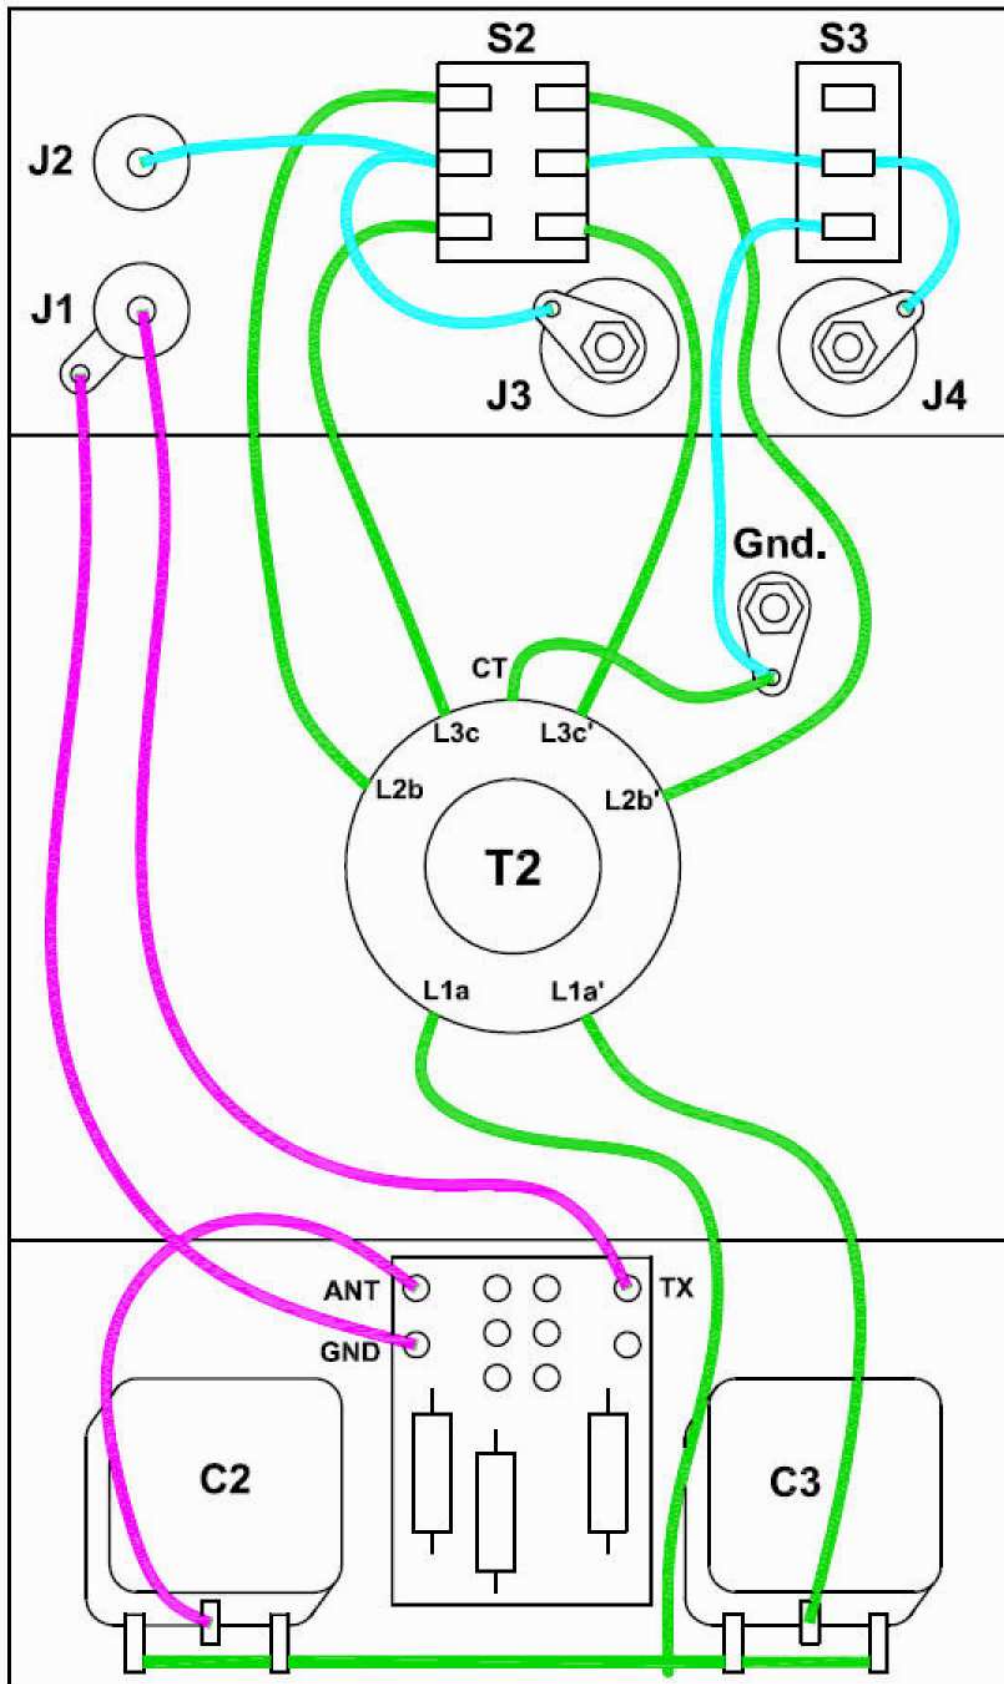 S2
S3
J2
J1
J3
J4
Gnd.
CT
L3c
L3c'
L2b
L2b'
T2
L1a
L1a'
ANT
TX
GND
C2
C3